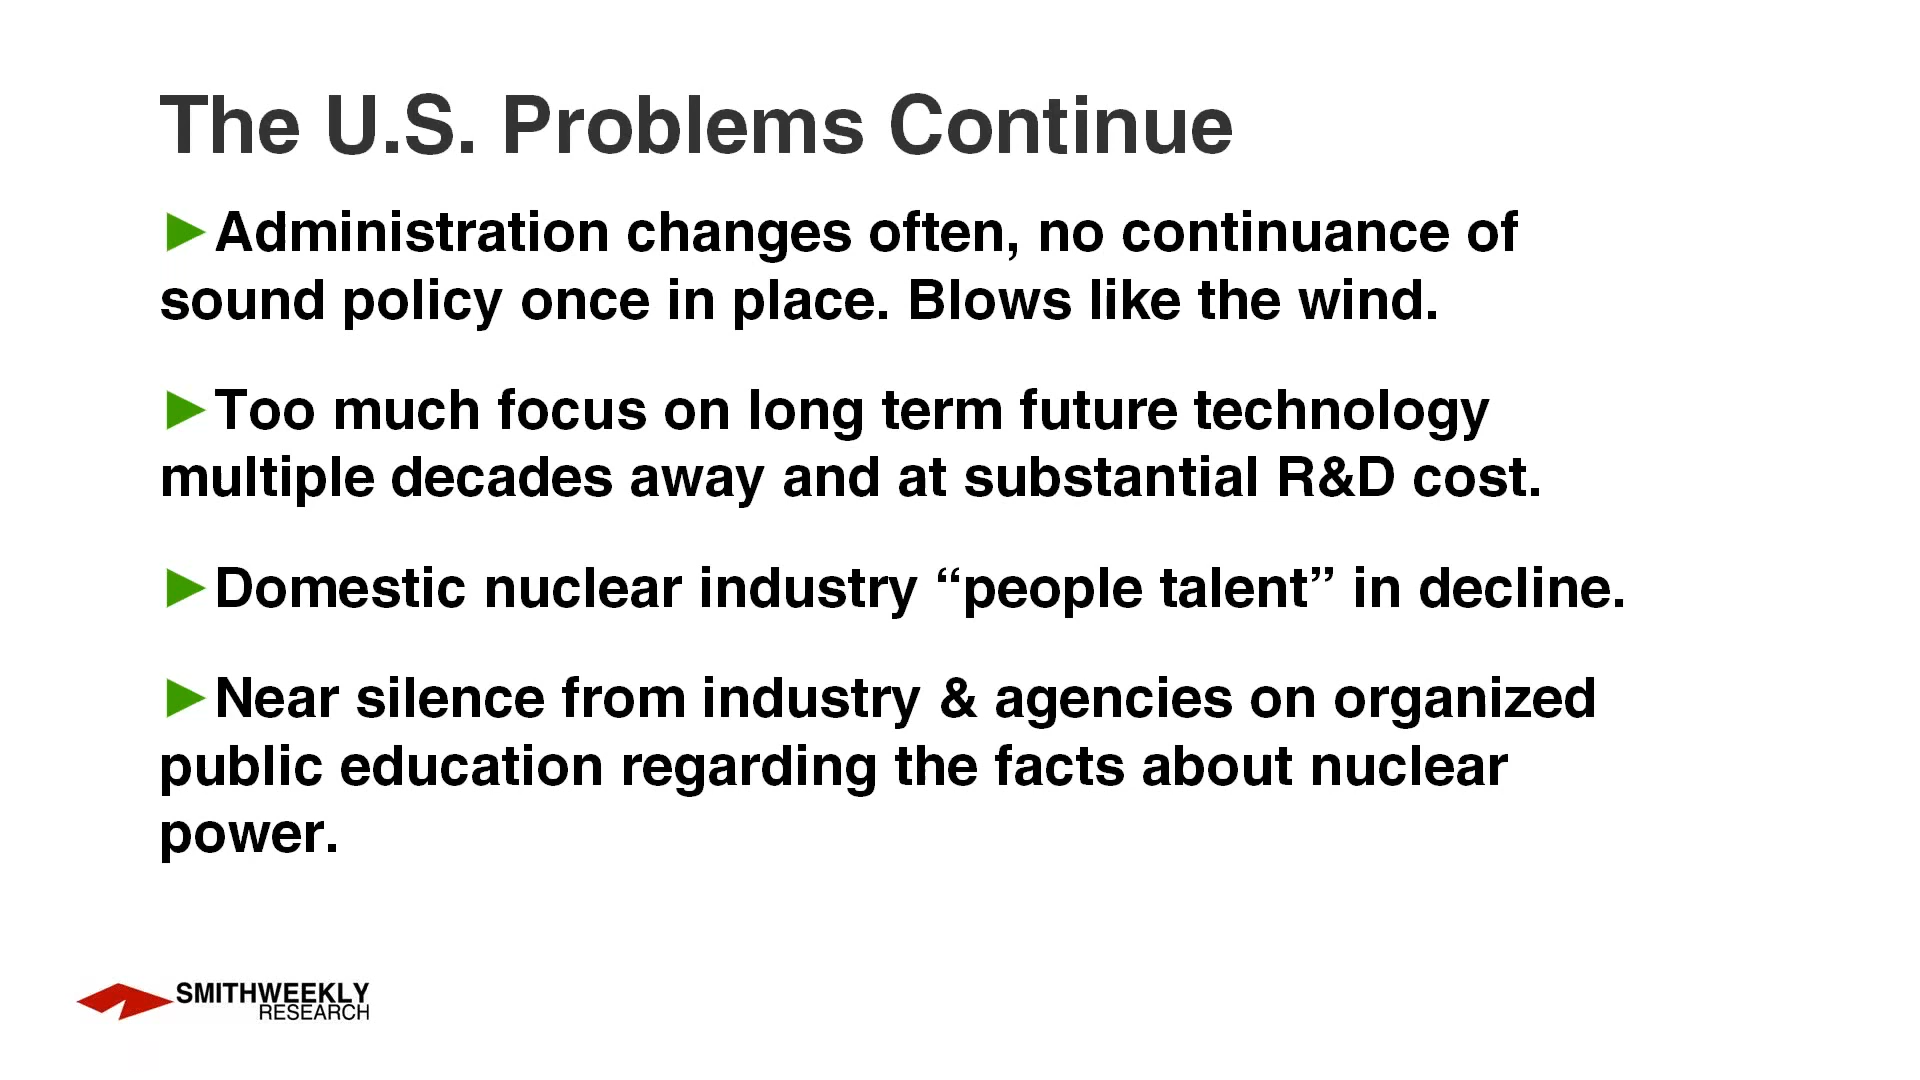 The U.S. Problems Continue
►Administration changes often, no continuance of
sound policy once in place. Blows like the wind.
►Too much focus on long term future technology
multiple decades away and at substantial R&D cost.
►Domestic nuclear industry “people talent” in decline.
►Near silence from industry & agencies on organized
public education regarding the facts about nuclear
power.
SMITHWEEKLY
RESEARCH